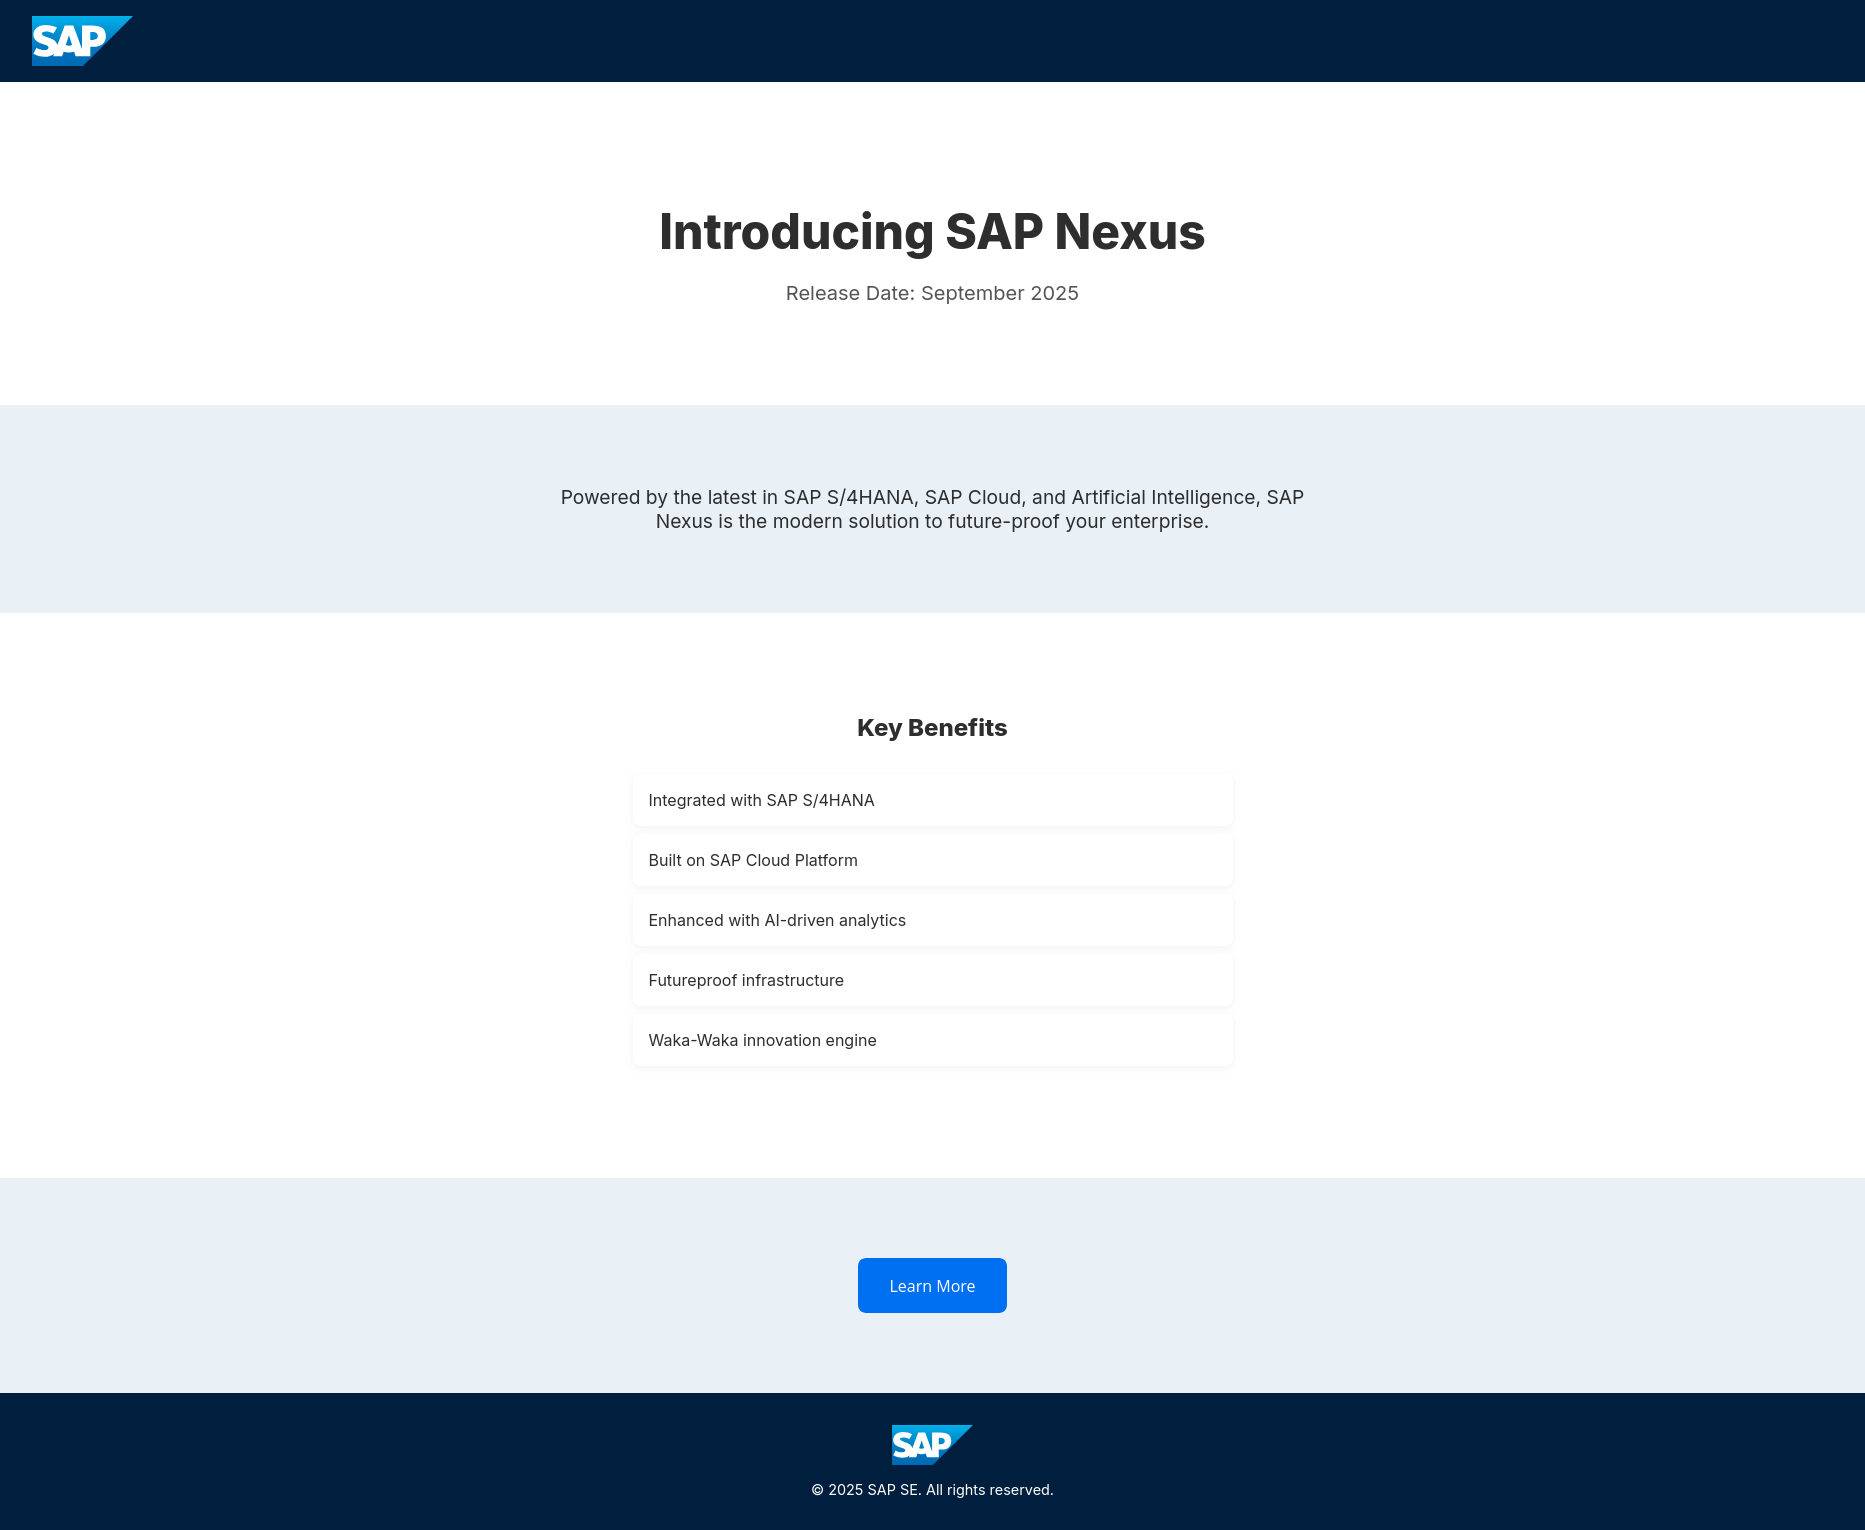 SAP
Introducing SAP Nexus
Release Date: September 2025
Powered by the latest in SAP S/4HANA, SAP Cloud, and Artificial Intelligence, SAP
Nexus is the modern solution to future-proof your enterprise.
Key Benefits
Integrated with SAP S/4HANA
Built on SAP Cloud Platform
Enhanced with AI-driven analytics
Futureproof infrastructure
Waka-Waka innovation engine
Learn More
SAP
© 2025 SAP SE. All rights reserved.